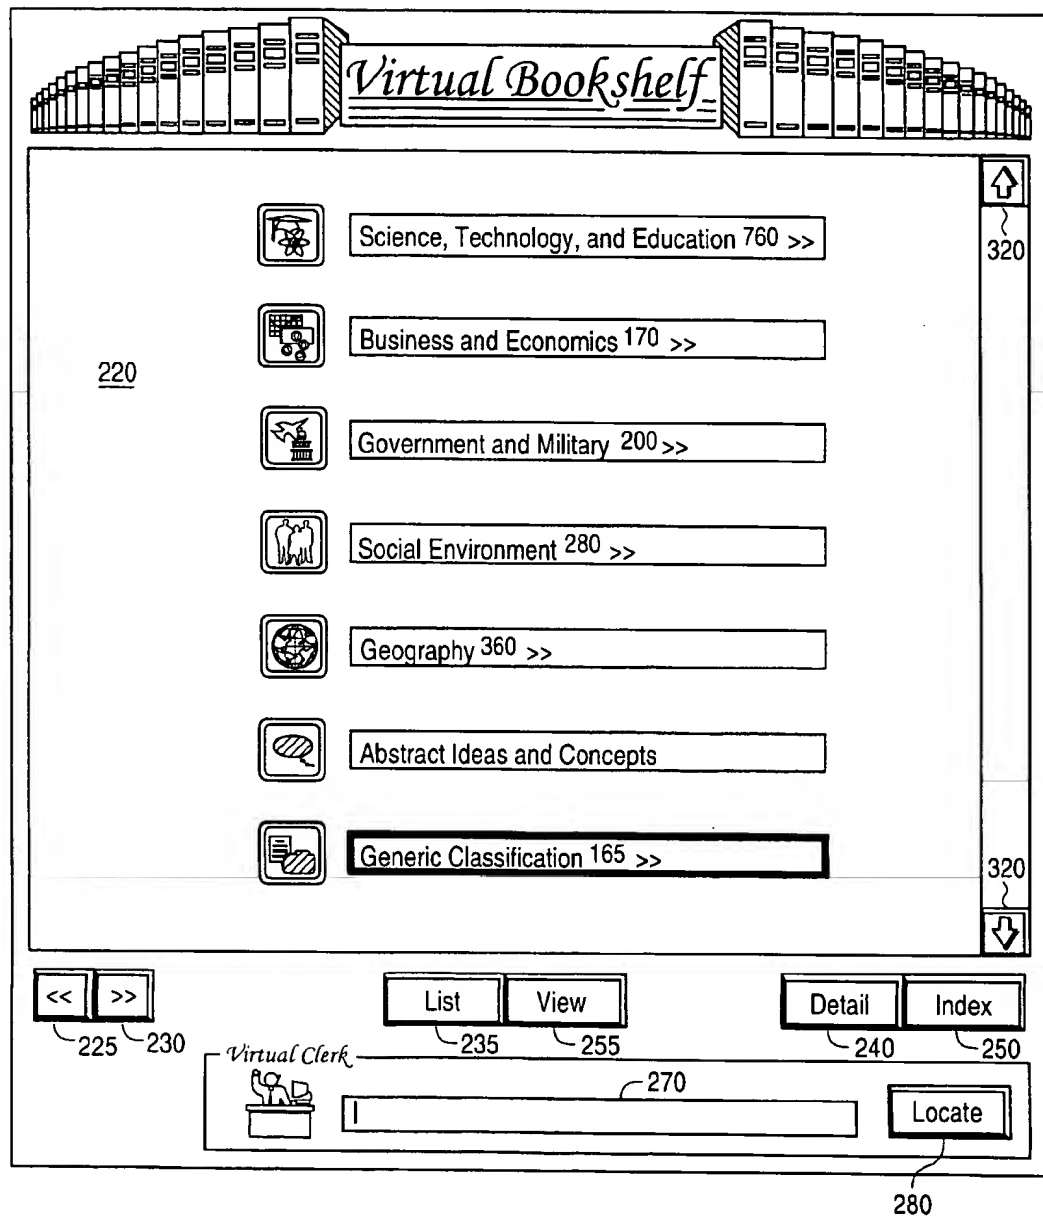 Virtual Bookshelf
320
Science, Technology, and Education 760 >>
Business and Economics 170 >>
220
Government and Military 200 >>
Social Environment 280 >>
Geography 360 >>
Abstract Ideas and Concepts
Generic Classification 165 >>
320
<< >> List View Detail Index
225 230 235 255 240 250
Virtual Clerk
270
Locate
280